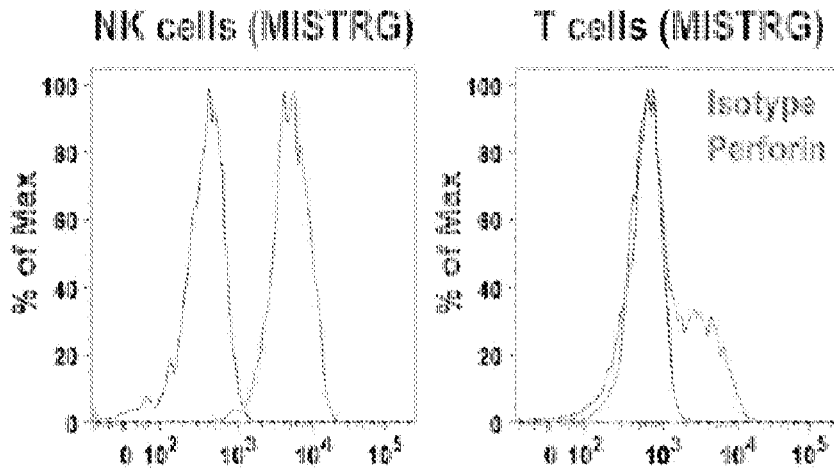 NK cells (MISTRG)
% of Max
100
80
60
40
20
0
0 10² 10³ 10⁴ 10⁵
T cells (MISTRG)
% of Max
100
80
60
40
20
0
Isotype
Perforin
0 10² 10³ 10⁴ 10⁵